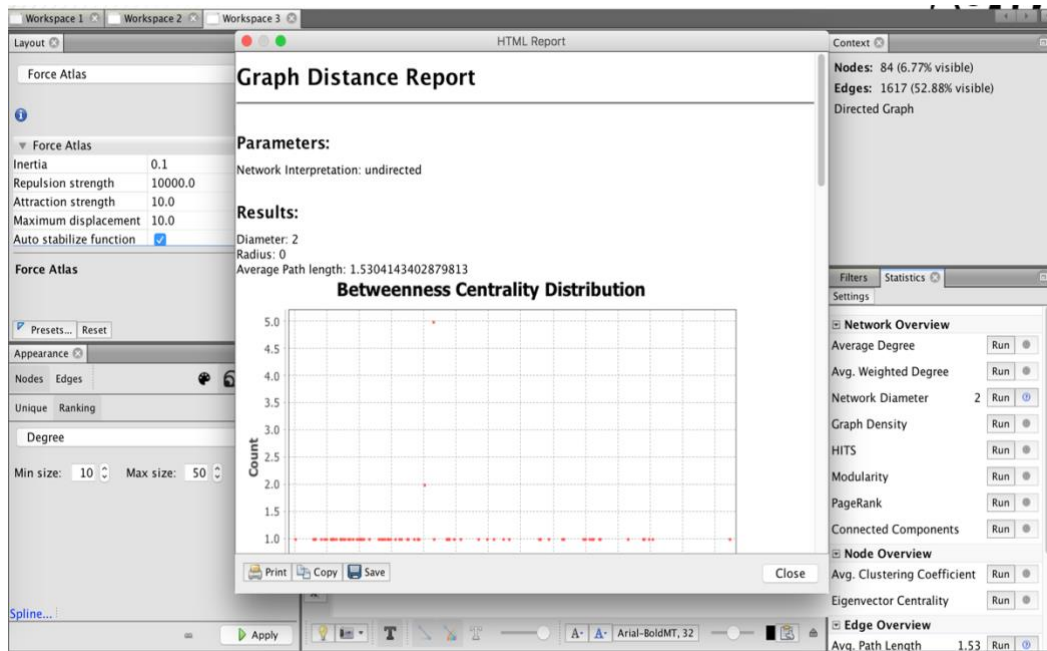 Workspace 1 Workspace 2 Workspace 3
Layout
Force Atlas
Force Atlas
Inertia 0.1
Repulsion strength 10000.0
Attraction strength 10.0
Maximum displacement 10.0
Auto stabilize function
Force Atlas
Presets... Reset
Appearance
Nodes Edges
Unique Ranking
Degree
Min size: 10 Max size: 50
Spline...
Apply
HTML Report
Graph Distance Report
Parameters:
Network Interpretation: undirected
Results:
Diameter: 2
Radius: 0
Average Path length: 1.5304143402879813
Betweenness Centrality Distribution
5.0
4.5
4.0
3.5
3.0
2.5
2.0
1.5
1.0
Count
Print Copy Save Close
T T A- A- Arial-BoldMT, 32
Context
Nodes: 84 (6.77% visible)
Edges: 1617 (52.88% visible)
Directed Graph
Filters Statistics
Settings
Network Overview
Average Degree Run
Avg. Weighted Degree Run
Network Diameter 2 Run
Graph Density Run
HITS Run
Modularity Run
PageRank Run
Connected Components Run
Node Overview
Avg. Clustering Coefficient Run
Eigenvector Centrality Run
Edge Overview
Avg. Path Length 1.53 Run